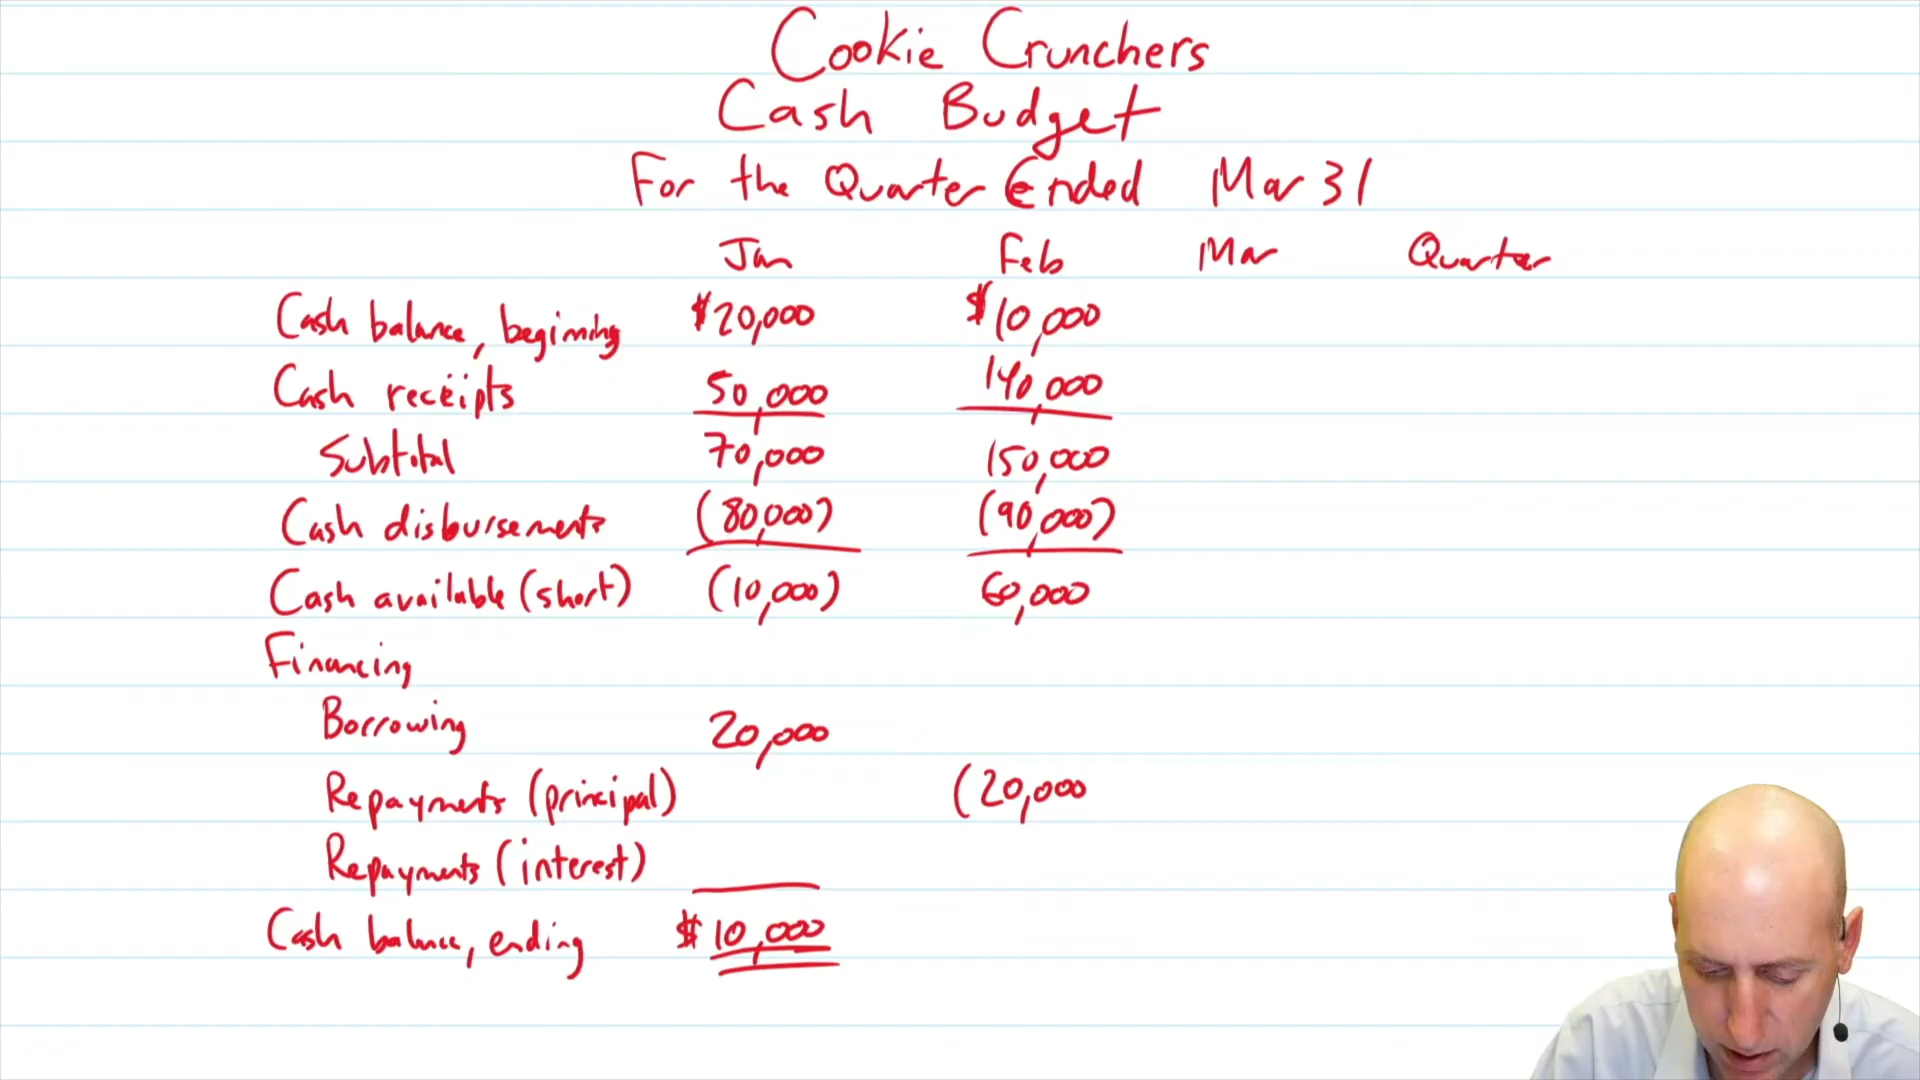 Cookie Crunchers
Cash Budget
For the Quarter Ended Mar 31
Jan Feb Mar Quarter
Cash balance, beginning $20,000 $10,000
Cash receipts 50,000 140,000
Subtotal 70,000 150,000
Cash disbursements (80,000) (90,000)
Cash available (short) (10,000) 60,000
Financing
Borrowing 20,000
Repayments (principal) (20,000
Repayments (interest)
Cash balance, ending $10,000